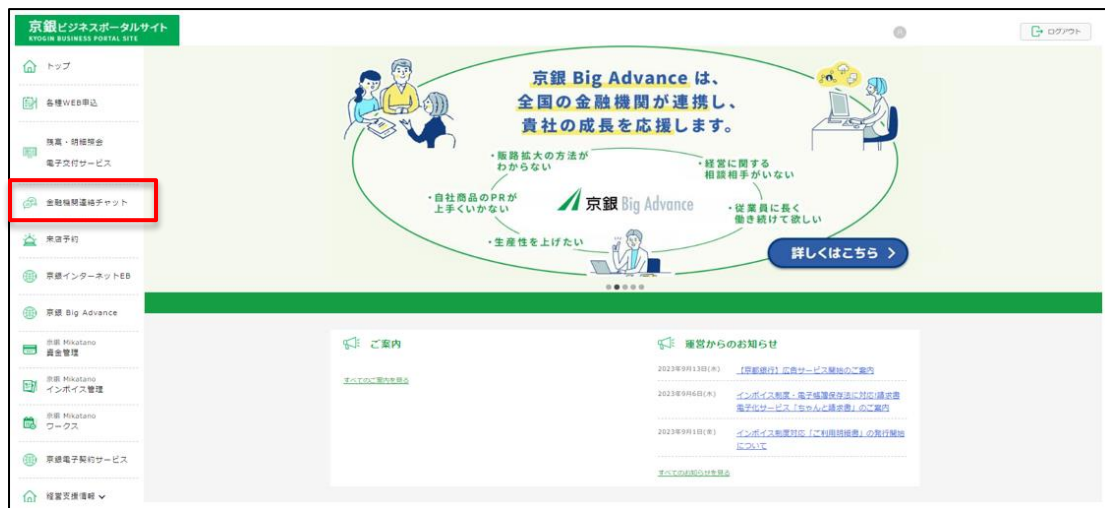 京銀ビジネスポータルサイト
KYOGIN BUSINESS PORTAL SITE
ログアウト
トップ
各種WEB申込
残高・明細照会
電子交付サービス
金融機関連絡チャット
来店予約
京銀インターネットEB
京銀 Big Advance
京銀 Mikatano
資金管理
京銀 Mikatano
インボイス管理
京銀 Mikatano
ワークス
京銀電子契約サービス
経営支援情報
京銀 Big Advance は、
全国の金融機関が連携し、
貴社の成長を応援します。
・販路拡大の方法が
わからない
・経営に関する
相談相手がいない
・自社商品のPRが
上手くいかない
京銀 Big Advance
・従業員に長く
働き続けて欲しい
・生産性を上げたい
詳しくはこちら
ご案内
すべてのご案内を見る
運営からのお知らせ
2023年9月13日(水)
【京都銀行】広告サービス開始のご案内
2023年9月6日(水)
インボイス制度・電子帳簿保存法に対応!請求書
電子化サービス「ちゃんと請求書」のご案内
2023年9月1日(金)
インボイス制度対応「ご利用明細書」の発行開始
について
すべてのお知らせを見る